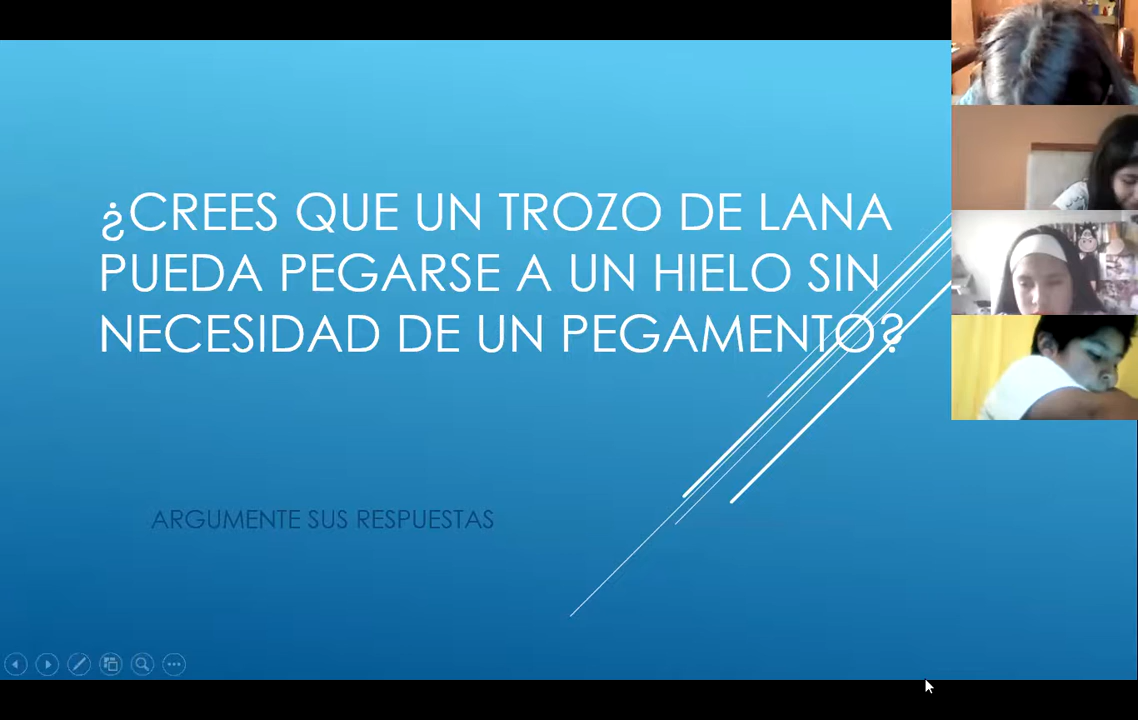 ¿CREES QUE UN TROZO DE LANA
PUEDA PEGARSE A UN HIELO SIN
NECESIDAD DE UN PEGAMENTO?
ARGUMENTE SUS RESPUESTAS